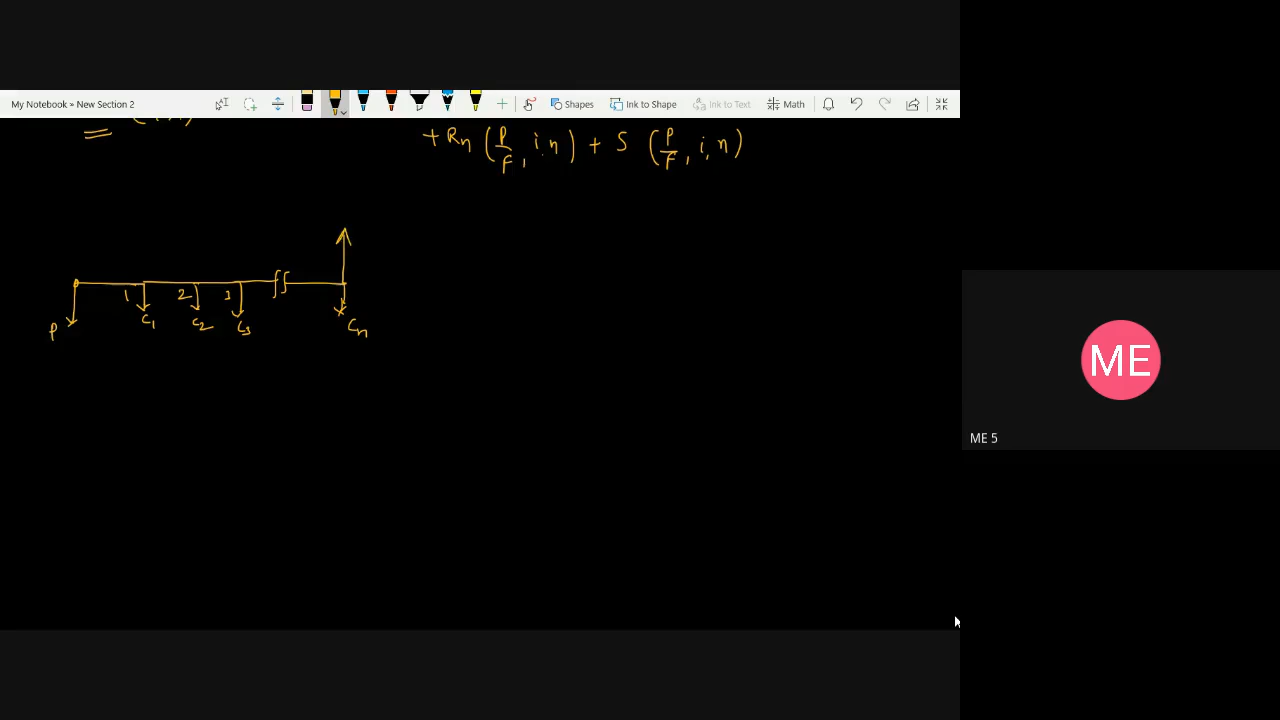 My Notebook » New Section 2
Shapes
Ink to Shape
Ink to Text
Math
+ Rn (P/F, i, n) + S (P/F, i, n)
1 2 3
P C1 C2 C3 Cn
ME
ME 5